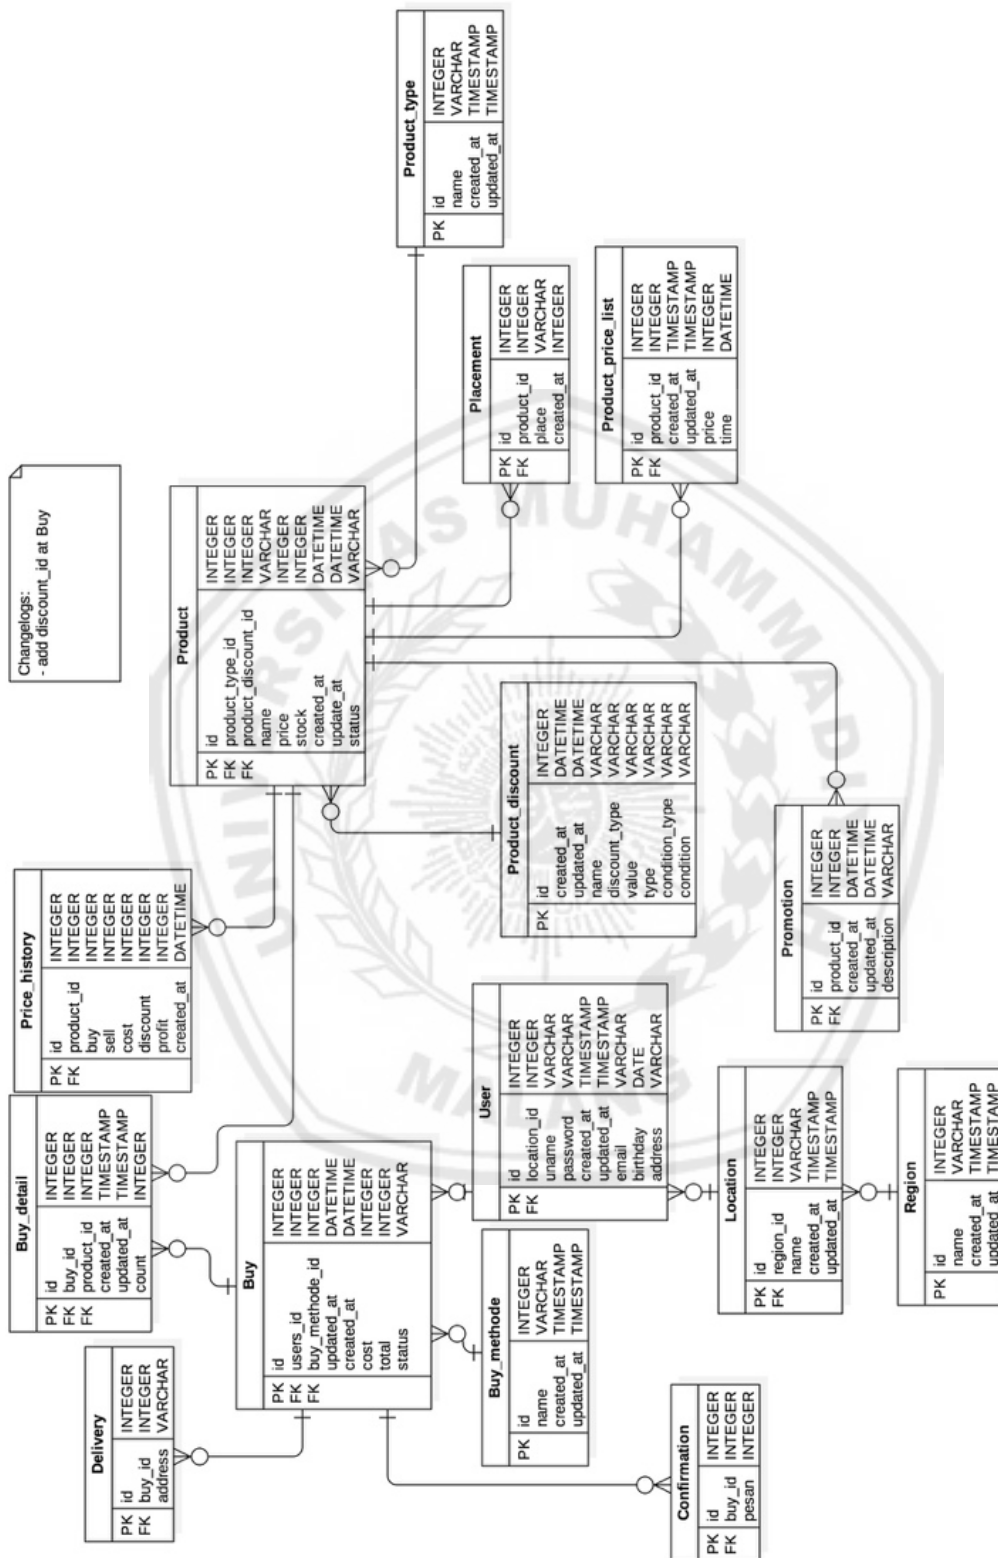 Changelogs:
- add discount_id at Buy
Product_type
PK id INTEGER
name VARCHAR
created_at TIMESTAMP
updated_at TIMESTAMP
Product
PK id INTEGER
FK product_type_id INTEGER
FK product_discount_id INTEGER
name VARCHAR
price INTEGER
stock INTEGER
created_at DATETIME
update_at DATETIME
status VARCHAR
Placement
PK id INTEGER
FK product_id INTEGER
place VARCHAR
created_at INTEGER
Product_price_list
PK id INTEGER
FK product_id INTEGER
created_at TIMESTAMP
updated_at TIMESTAMP
price INTEGER
time DATETIME
Price_history
PK id INTEGER
FK product_id INTEGER
buy INTEGER
sell INTEGER
cost INTEGER
discount INTEGER
profit INTEGER
created_at DATETIME
Product_discount
PK id INTEGER
created_at DATETIME
updated_at DATETIME
name VARCHAR
discount_type VARCHAR
value VARCHAR
type VARCHAR
condition_type VARCHAR
condition VARCHAR
Promotion
PK id INTEGER
FK product_id INTEGER
created_at DATETIME
updated_at DATETIME
description VARCHAR
Buy_detail
PK id INTEGER
FK buy_id INTEGER
FK product_id INTEGER
created_at TIMESTAMP
updated_at TIMESTAMP
count INTEGER
Buy
PK id INTEGER
FK users_id INTEGER
FK buy_methode_id INTEGER
updated_at DATETIME
created_at DATETIME
cost INTEGER
total INTEGER
status VARCHAR
User
PK id INTEGER
FK location_id INTEGER
uname VARCHAR
password VARCHAR
created_at TIMESTAMP
updated_at TIMESTAMP
email VARCHAR
birthday DATE
address VARCHAR
Location
PK id INTEGER
FK region_id INTEGER
name VARCHAR
created_at TIMESTAMP
updated_at TIMESTAMP
Region
PK id INTEGER
name VARCHAR
created_at TIMESTAMP
updated_at TIMESTAMP
Delivery
PK id INTEGER
FK buy_id INTEGER
address VARCHAR
Buy_methode
PK id INTEGER
name VARCHAR
created_at TIMESTAMP
updated_at TIMESTAMP
Confirmation
PK id INTEGER
FK buy_id INTEGER
pesan INTEGER
UNIVERSITAS MUHAMMADIYAH
MALANG